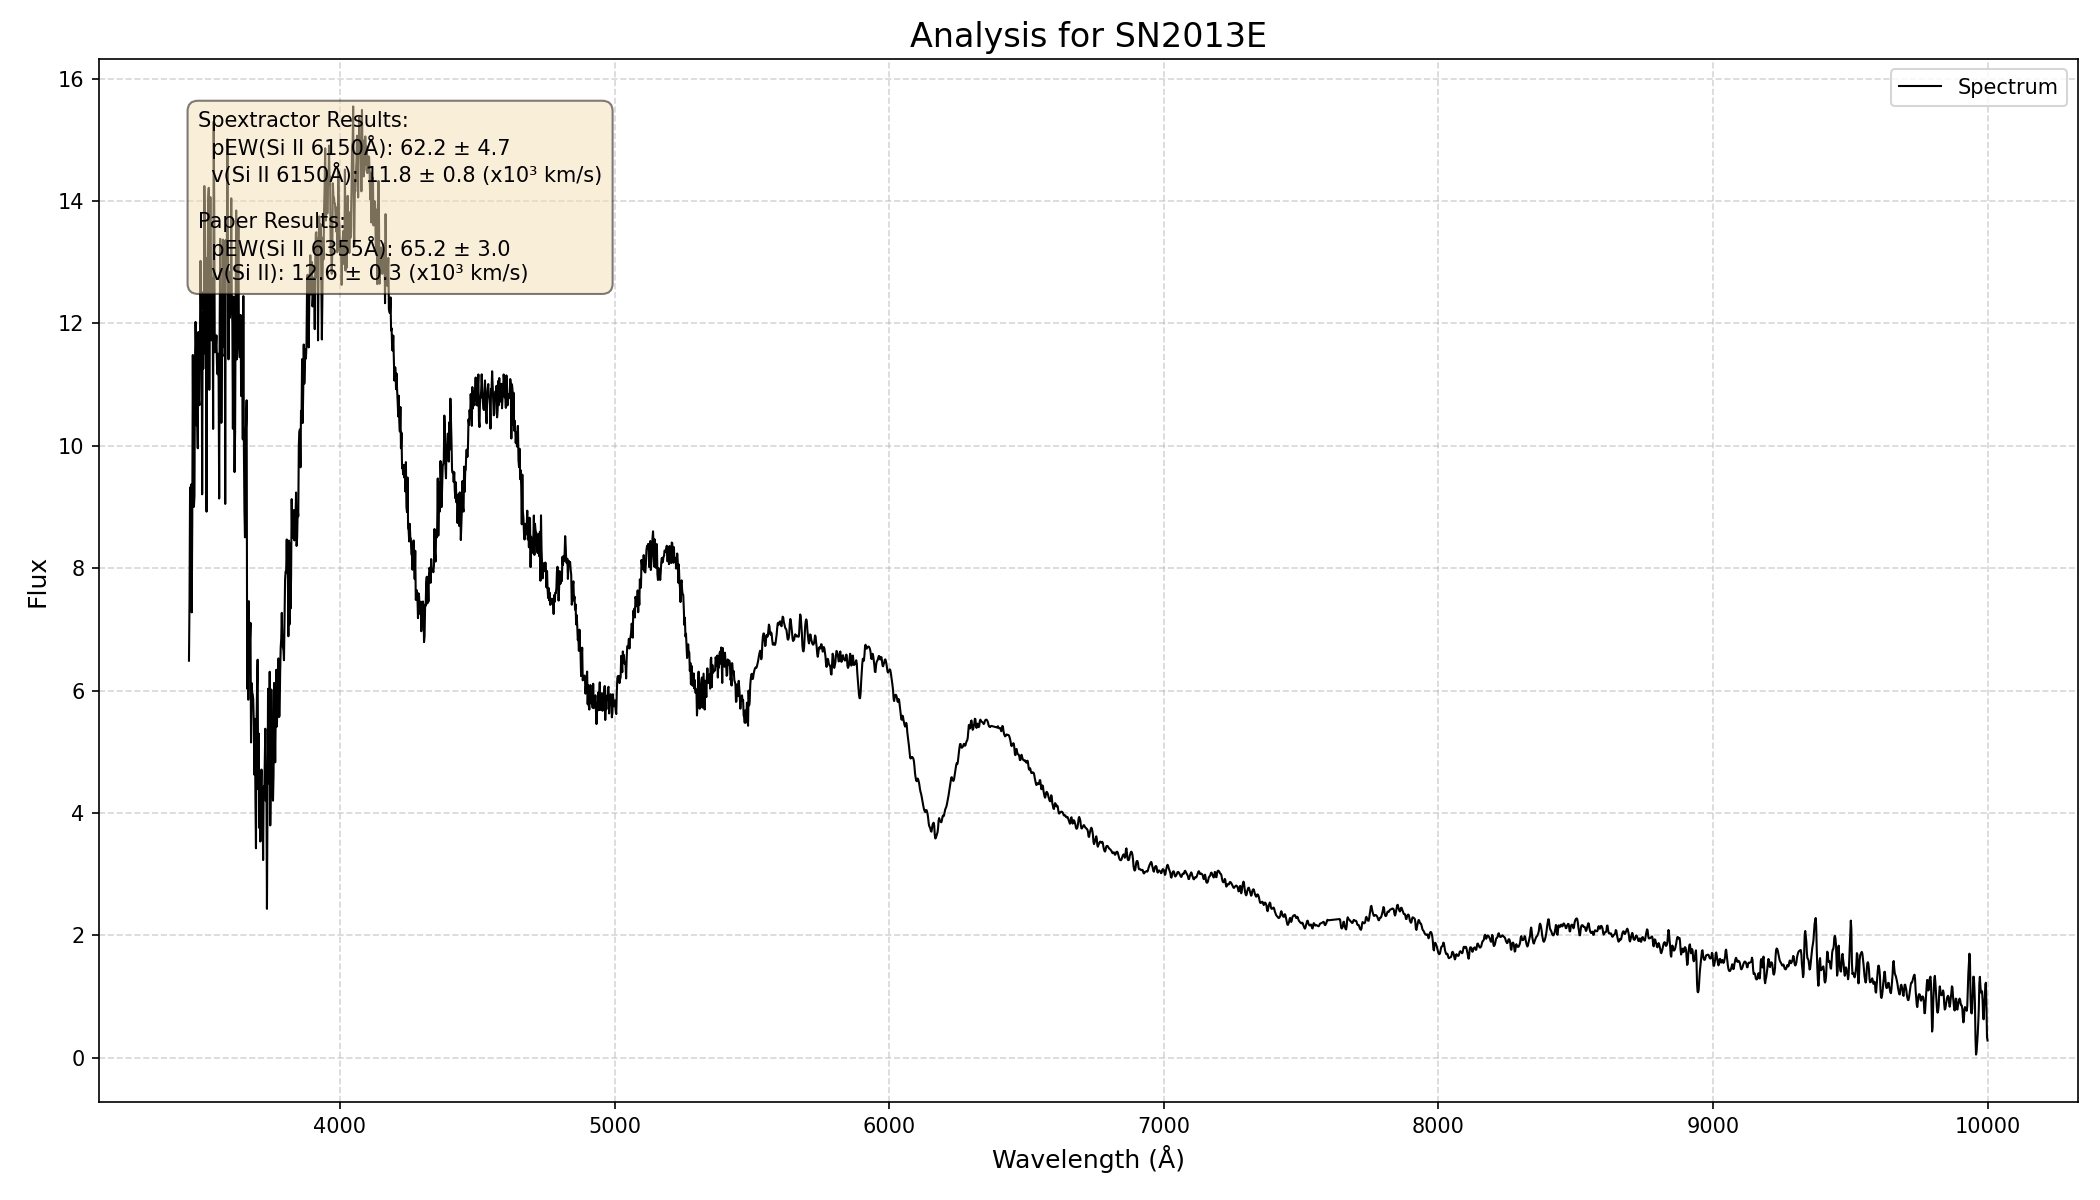 Analysis for SN2013E
Spectrum
Spextractor Results:
pEW(Si II 6150Å): 62.2 ± 4.7
v(Si II 6150Å): 11.8 ± 0.8 (x10³ km/s)
Paper Results:
pEW(Si II 6355Å): 65.2 ± 3.0
v(Si II): 12.6 ± 0.3 (x10³ km/s)
Flux
16
14
12
10
8
6
4
2
0
4000 5000 6000 7000 8000 9000 10000
Wavelength (Å)